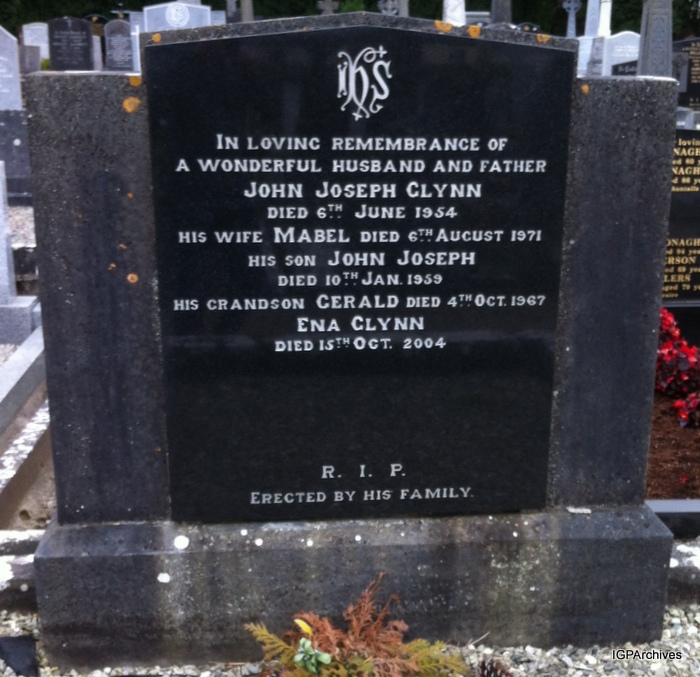 IHS
IN LOVING REMEMBRANCE OF
A WONDERFUL HUSBAND AND FATHER
JOHN JOSEPH GLYNN
DIED 6TH JUNE 1954
HIS WIFE MABEL DIED 6TH AUGUST 1971
HIS SON JOHN JOSEPH
DIED 10TH JAN. 1959
HIS GRANDSON GERALD DIED 4TH OCT. 1967
ENA GLYNN
DIED 15TH OCT. 2004
R. I. P.
ERECTED BY HIS FAMILY.
IGPArchives